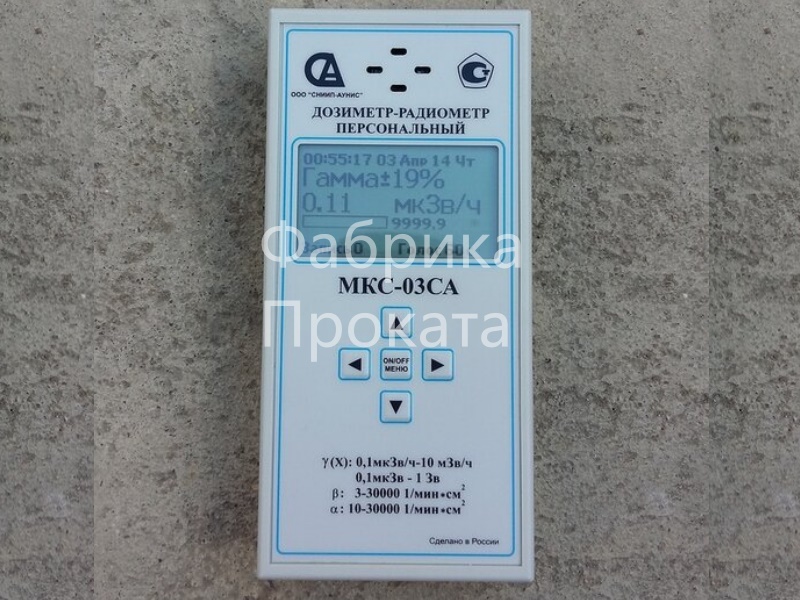 СА
ООО "СНИИП-АУНИС"
ДОЗИМЕТР-РАДИОМЕТР
ПЕРСОНАЛЬНЫЙ
00:55:17 03 Апр 14 Чт
Гамма±19%
0.11 мкЗв/ч
9999.9
Фабрика
МКС-03СА
Проката
ON/OFF
МЕНЮ
γ(X): 0,1мкЗв/ч-10 мЗв/ч
0,1мкЗв - 1 Зв
β: 3-30000 1/мин•см²
α: 10-30000 1/мин•см²
Сделано в России